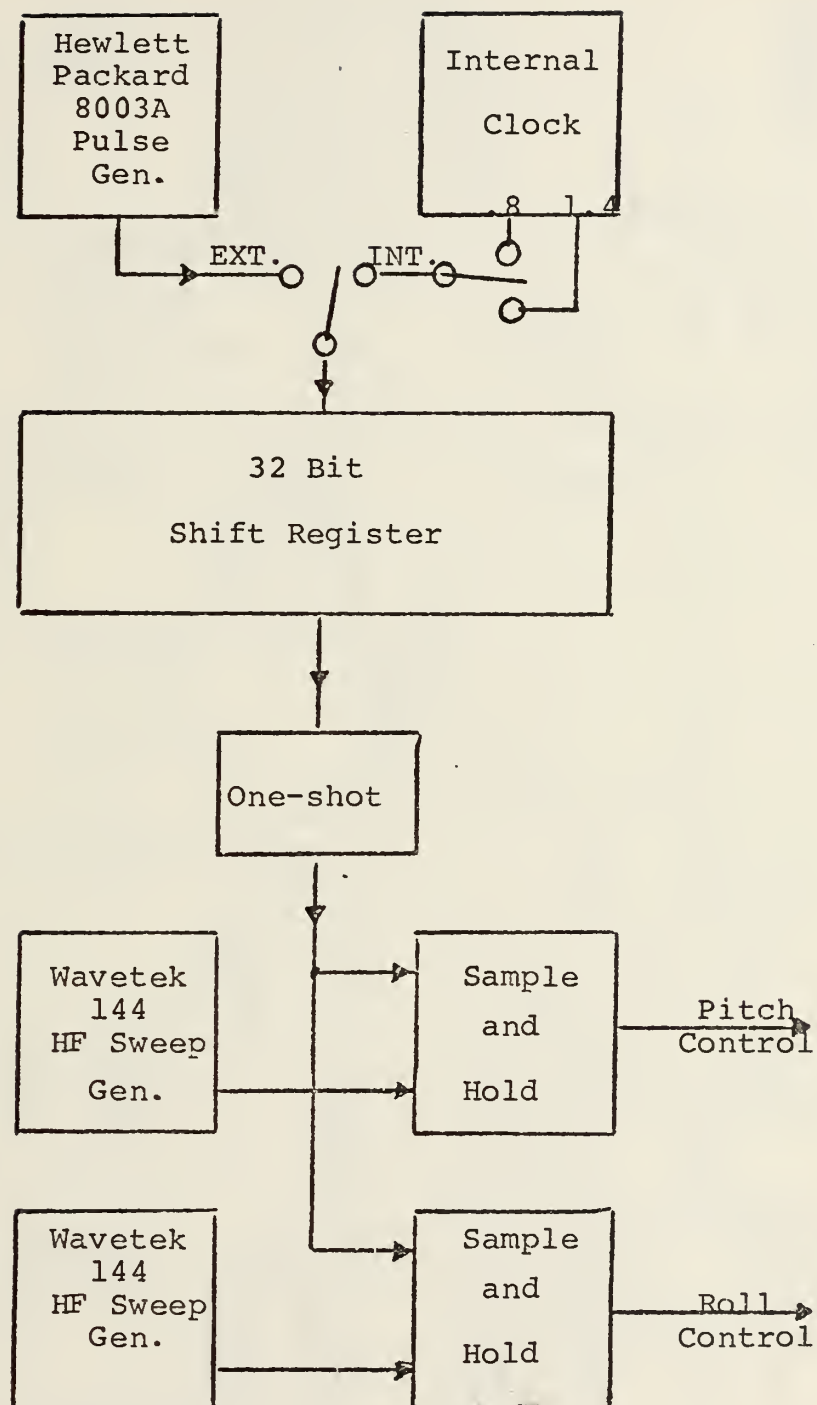 Hewlett
Packard
8003A
Pulse
Gen.
Internal
Clock
.8 1.4
EXT.
INT.
32 Bit
Shift Register
One-shot
Wavetek
144
HF Sweep
Gen.
Sample
and
Hold
Pitch
Control
Wavetek
144
HF Sweep
Gen.
Sample
and
Hold
Roll
Control